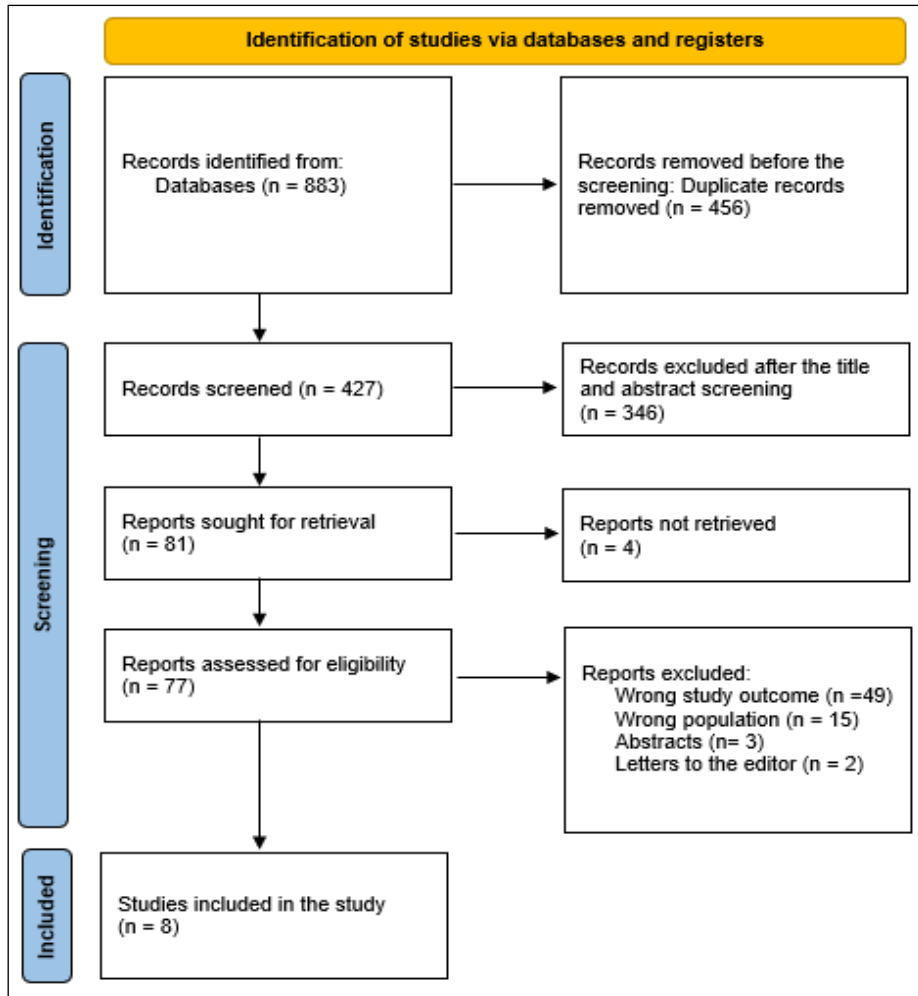 Identification of studies via databases and registers
Identification
Records identified from:
Databases (n = 883)
Records removed before the
screening: Duplicate records
removed (n = 456)
Screening
Records screened (n = 427)
Records excluded after the title
and abstract screening
(n = 346)
Reports sought for retrieval
(n = 81)
Reports not retrieved
(n = 4)
Reports assessed for eligibility
(n = 77)
Reports excluded:
Wrong study outcome (n =49)
Wrong population (n = 15)
Abstracts (n= 3)
Letters to the editor (n = 2)
Included
Studies included in the study
(n = 8)